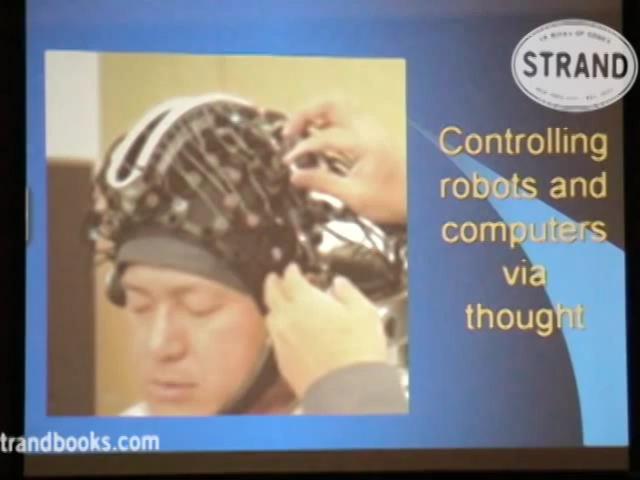 STRAND
Controlling
robots and
computers
via
thought
trandbooks.com